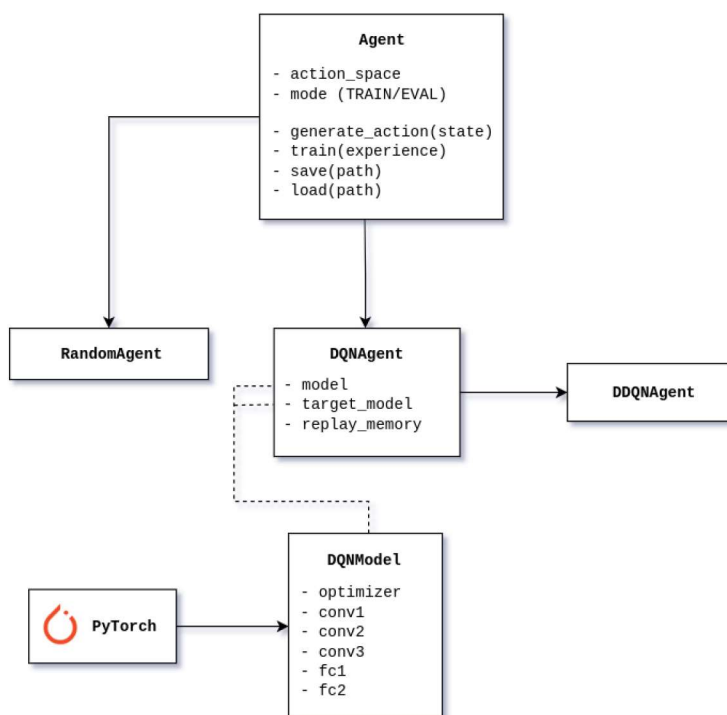 Agent
- action_space
- mode (TRAIN/EVAL)
- generate_action(state)
- train(experience)
- save(path)
- load(path)
RandomAgent
DQNAgent
- model
- target_model
- replay_memory
DDQNAgent
DQNModel
- optimizer
- conv1
- conv2
- conv3
- fc1
- fc2
PyTorch